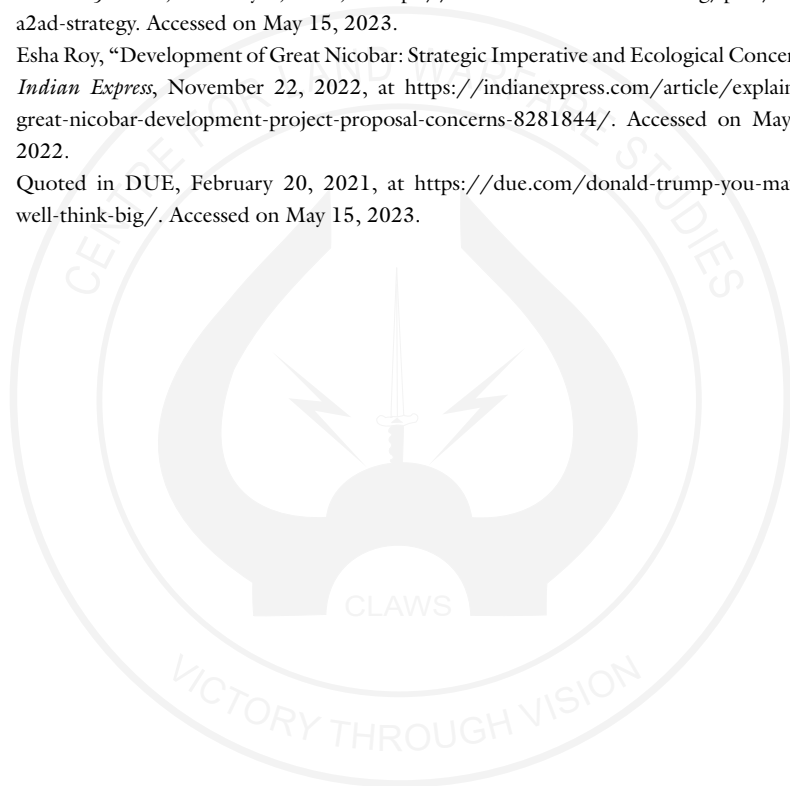 a2ad-strategy. Accessed on May 15, 2023.
Esha Roy, “Development of Great Nicobar: Strategic Imperative and Ecological Concer
Indian Express, November 22, 2022, at https://indianexpress.com/article/explain
great-nicobar-development-project-proposal-concerns-8281844/. Accessed on May
2022.
Quoted in DUE, February 20, 2021, at https://due.com/donald-trump-you-ma
well-think-big/. Accessed on May 15, 2023.
CENTRE FOR LAND WARFARE STUDIES
CLAWS
VICTORY THROUGH VISION